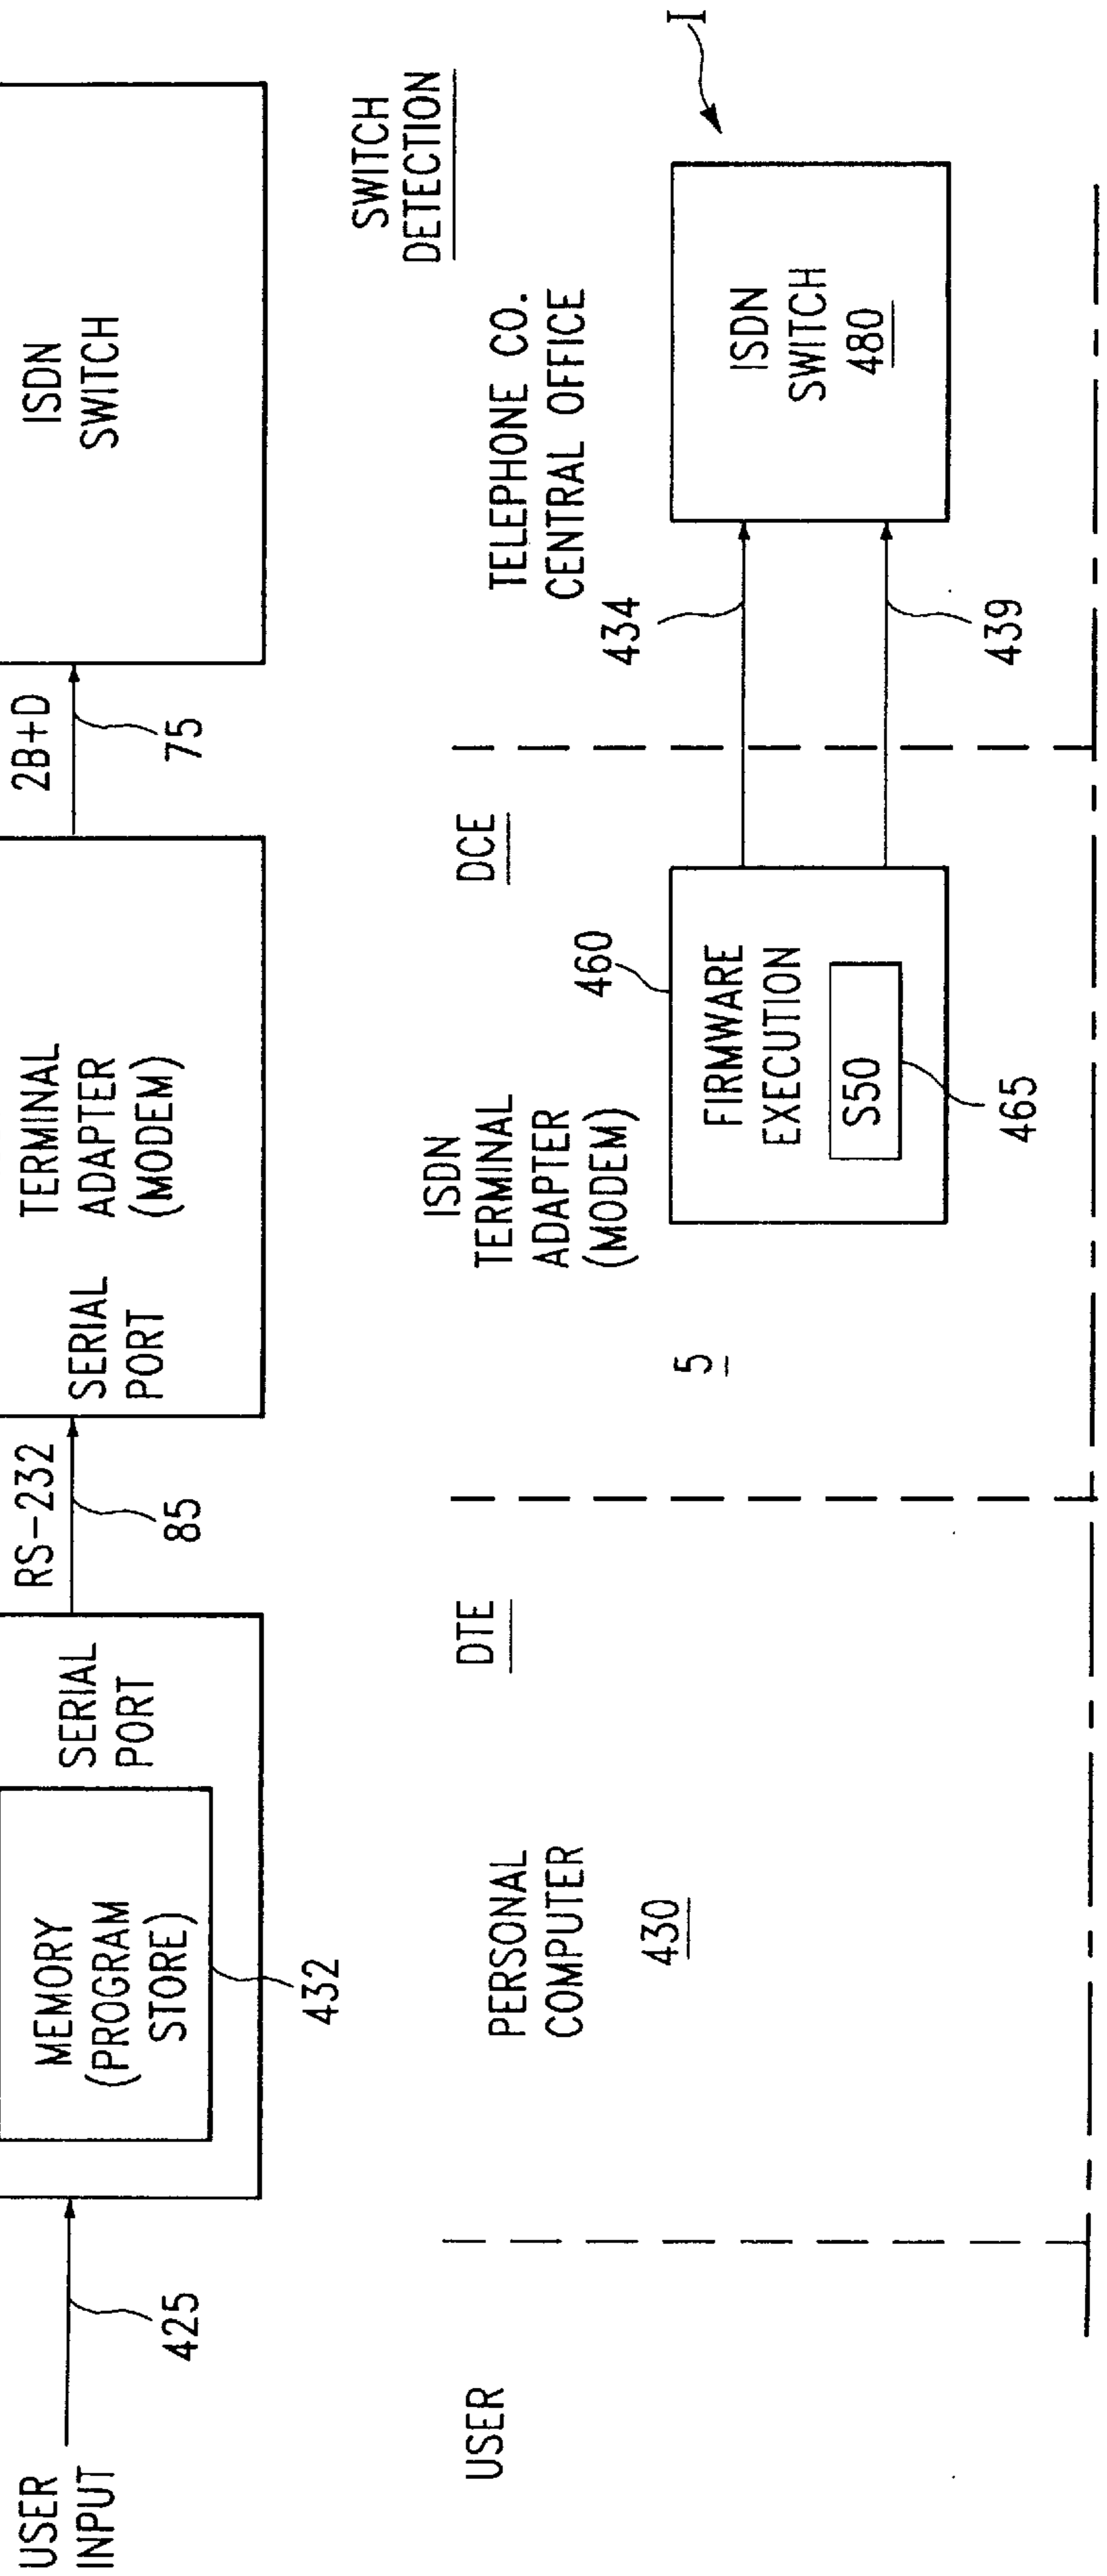 USER
INPUT
425
MEMORY
(PROGRAM
STORE)
432
SERIAL
PORT
RS-232
85
SERIAL
PORT
TERMINAL
ADAPTER
(MODEM)
2B+D
75
ISDN
SWITCH
SWITCH
DETECTION
USER
PERSONAL
COMPUTER
430
DTE
ISDN
TERMINAL
ADAPTER
(MODEM)
5
DCE
460
FIRMWARE
EXECUTION
S50
465
TELEPHONE CO.
CENTRAL OFFICE
434
439
ISDN
SWITCH
480
I